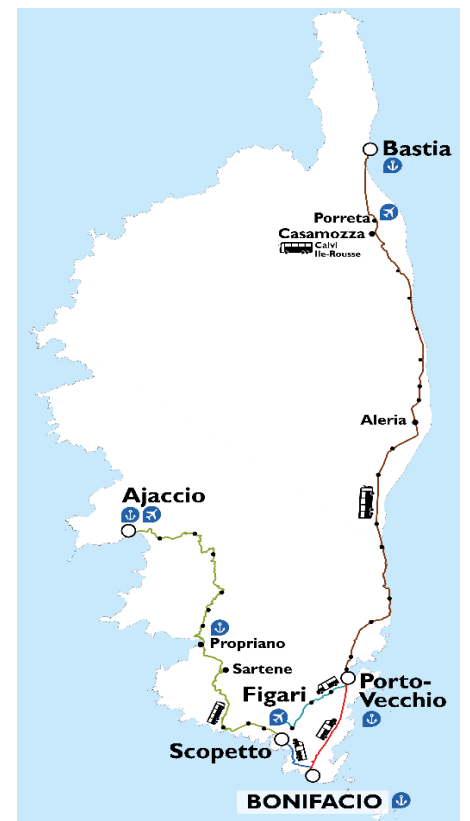 Bastia
Porreta
Casamozza
Calvi
Ile-Rousse
Aleria
Ajaccio
Propriano
Sartene
Figari
Porto-
Vecchio
Scopetto
BONIFACIO